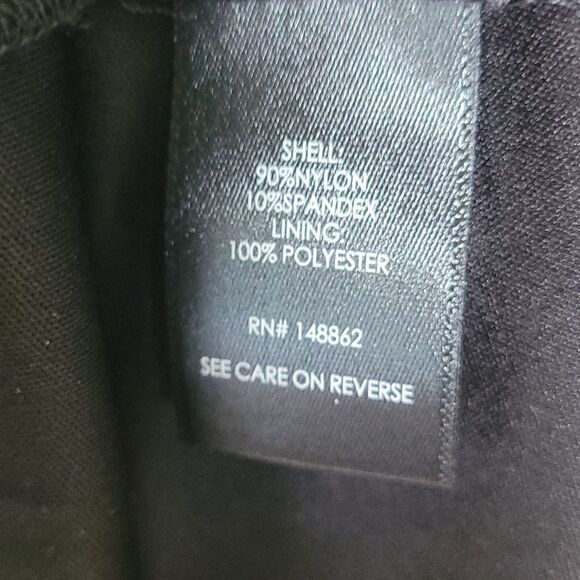 SHELL:
90%NYLON
10%SPANDEX
LINING:
100% POLYESTER
RN# 148862
SEE CARE ON REVERSE